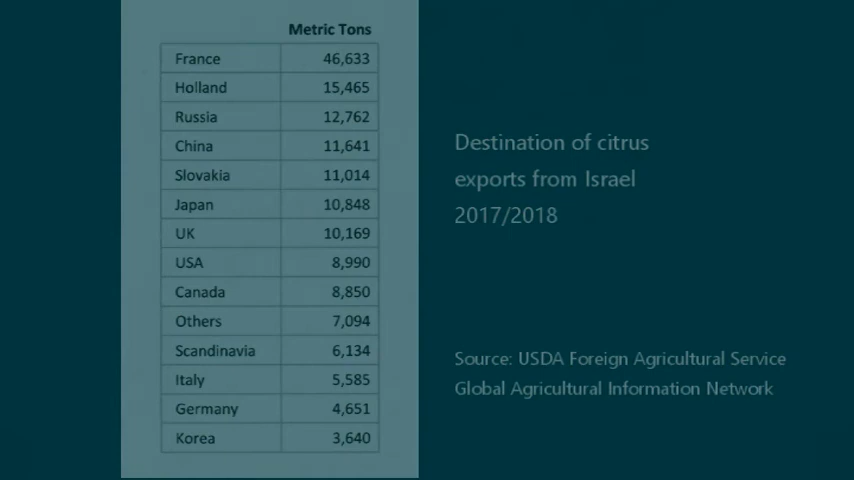 Metric Tons
France 46,633
Holland 15,465
Russia 12,762
China 11,641
Slovakia 11,014
Japan 10,848
UK 10,169
USA 8,990
Canada 8,850
Others 7,094
Scandinavia 6,134
Italy 5,585
Germany 4,651
Korea 3,640
Destination of citrus
exports from Israel
2017/2018
Source: USDA Foreign Agricultural Service
Global Agricultural Information Network